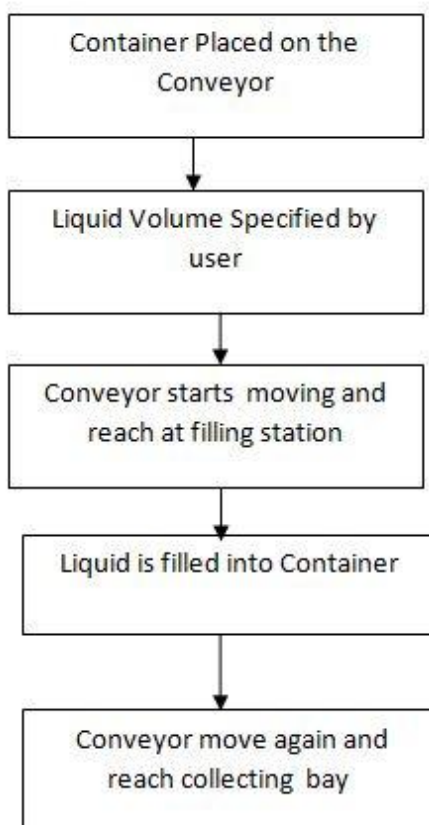 Container Placed on the
Conveyor
Liquid Volume Specified by
user
Conveyor starts moving and
reach at filling station
Liquid is filled into Container
Conveyor move again and
reach collecting bay